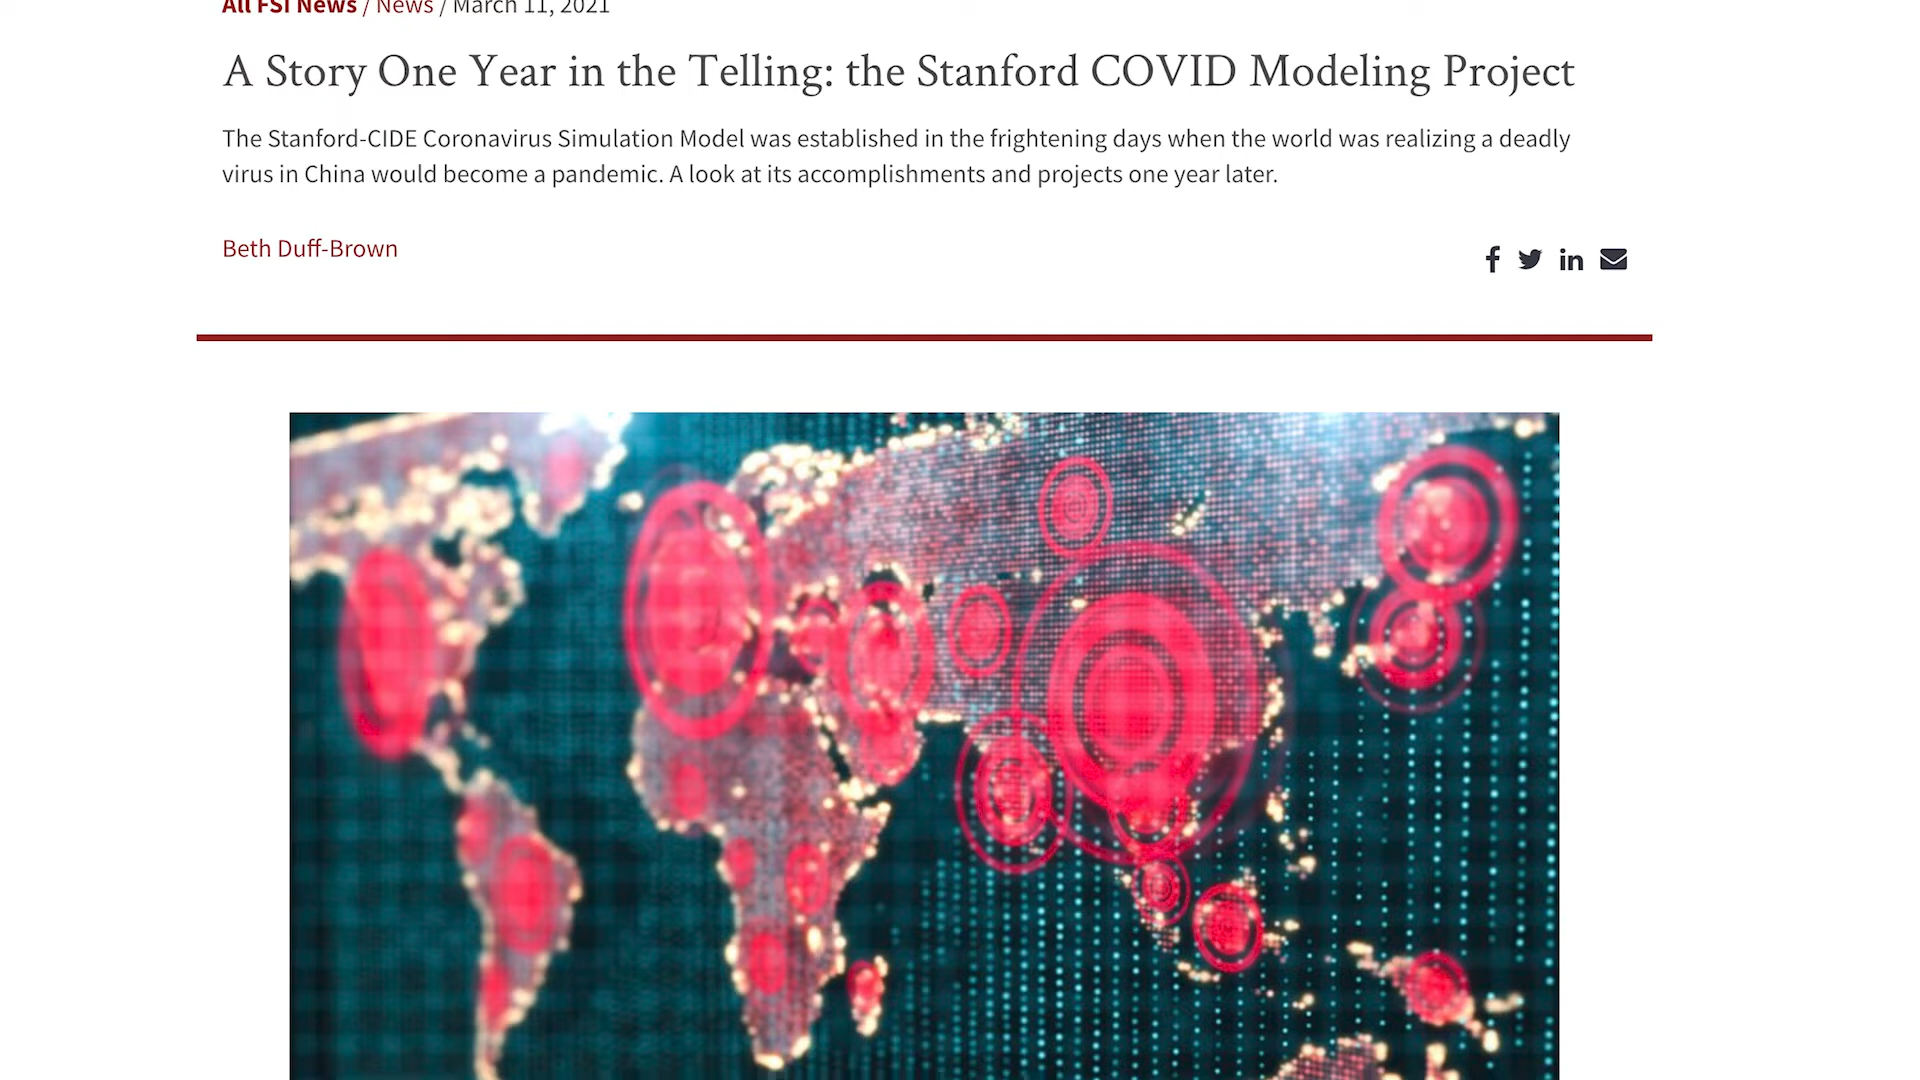 All FSI News / News / March 11, 2021
A Story One Year in the Telling: the Stanford COVID Modeling Project
The Stanford-CIDE Coronavirus Simulation Model was established in the frightening days when the world was realizing a deadly
virus in China would become a pandemic. A look at its accomplishments and projects one year later.
Beth Duff-Brown